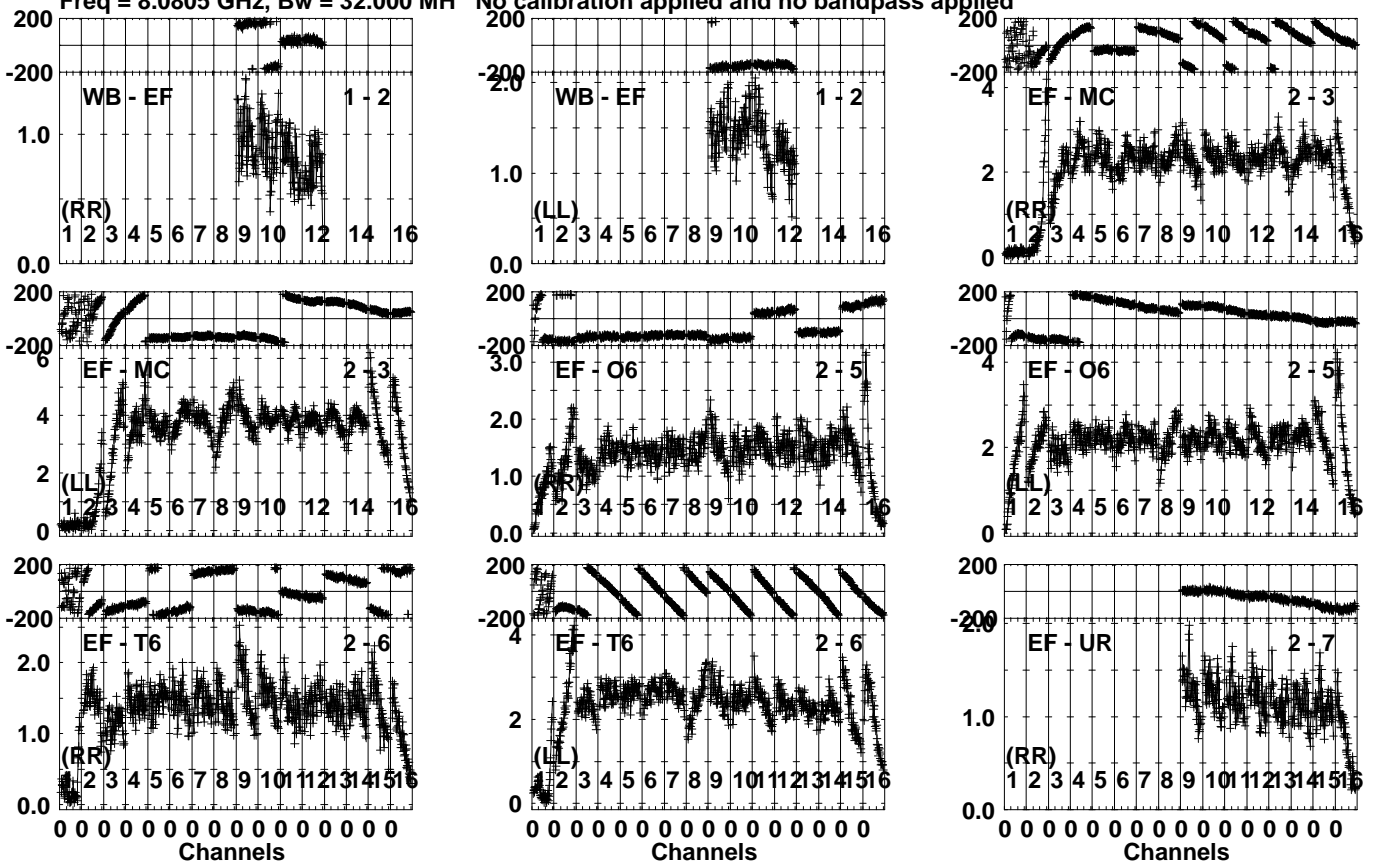 Freq = 8.0805 GHz, Bw = 32.000 MH No calibration applied and no bandpass applied
200
-200
WB - EF 1 - 2
1.0
0.0
(RR)
1 2 3 4 5 6 7 8 9 10 12 14 16
200
-200
2.0
WB - EF 1 - 2
1.0
0.0
(LL)
1 2 3 4 5 6 7 8 9 10 12 14 16
200
-200
4
EF - MC 2 - 3
2
0
(RR)
1 2 3 4 5 6 7 8 9 10 12 14 16
200
-200
6
EF - MC 2 - 3
4
2
0
(LL)
1 2 3 4 5 6 7 8 9 10 12 14 16
200
-200
3.0
EF - O6 2 - 5
2.0
1.0
0.0
(RR)
1 2 3 4 5 6 7 8 9 10 12 14 16
200
-200
4
EF - O6 2 - 5
2
0
(LL)
1 2 3 4 5 6 7 8 9 10 12 14 16
200
-200
EF - T6 2 - 6
2.0
1.0
0.0
(RR)
1 2 3 4 5 6 7 8 9 10 11 12 13 14 15 16
0 0 0 0 0 0 0 0 0 0 0 0 0 0 0 0
Channels
200
-200
4
EF - T6 2 - 6
2
0
(LL)
1 2 3 4 5 6 7 8 9 10 11 12 13 14 15 16
0 0 0 0 0 0 0 0 0 0 0 0 0 0 0 0
Channels
200
-200
2.0
EF - UR 2 - 7
1.0
0.0
(RR)
1 2 3 4 5 6 7 8 9 10 11 12 13 14 15 16
0 0 0 0 0 0 0 0 0 0 0 0 0 0 0 0
Channels